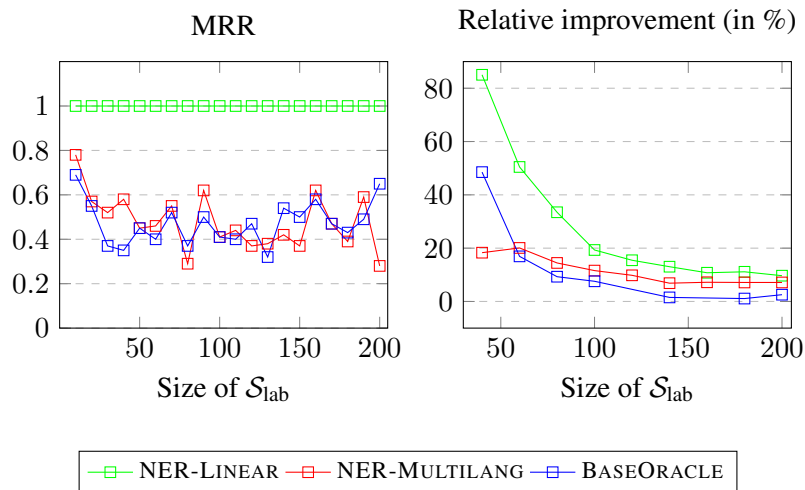 MRR
Relative improvement (in %)
1
0.8
0.6
0.4
0.2
0
50
100
150
200
Size of 𝒮lab
80
60
40
20
0
50
100
150
200
Size of 𝒮lab
NER-LINEAR
NER-MULTILANG
BASEORACLE